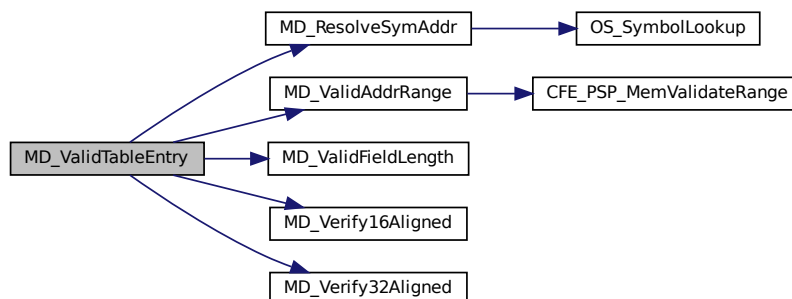 MD_ResolveSymAddr
OS_SymbolLookup
MD_ValidAddrRange
CFE_PSP_MemValidateRange
MD_ValidTableEntry
MD_ValidFieldLength
MD_Verify16Aligned
MD_Verify32Aligned